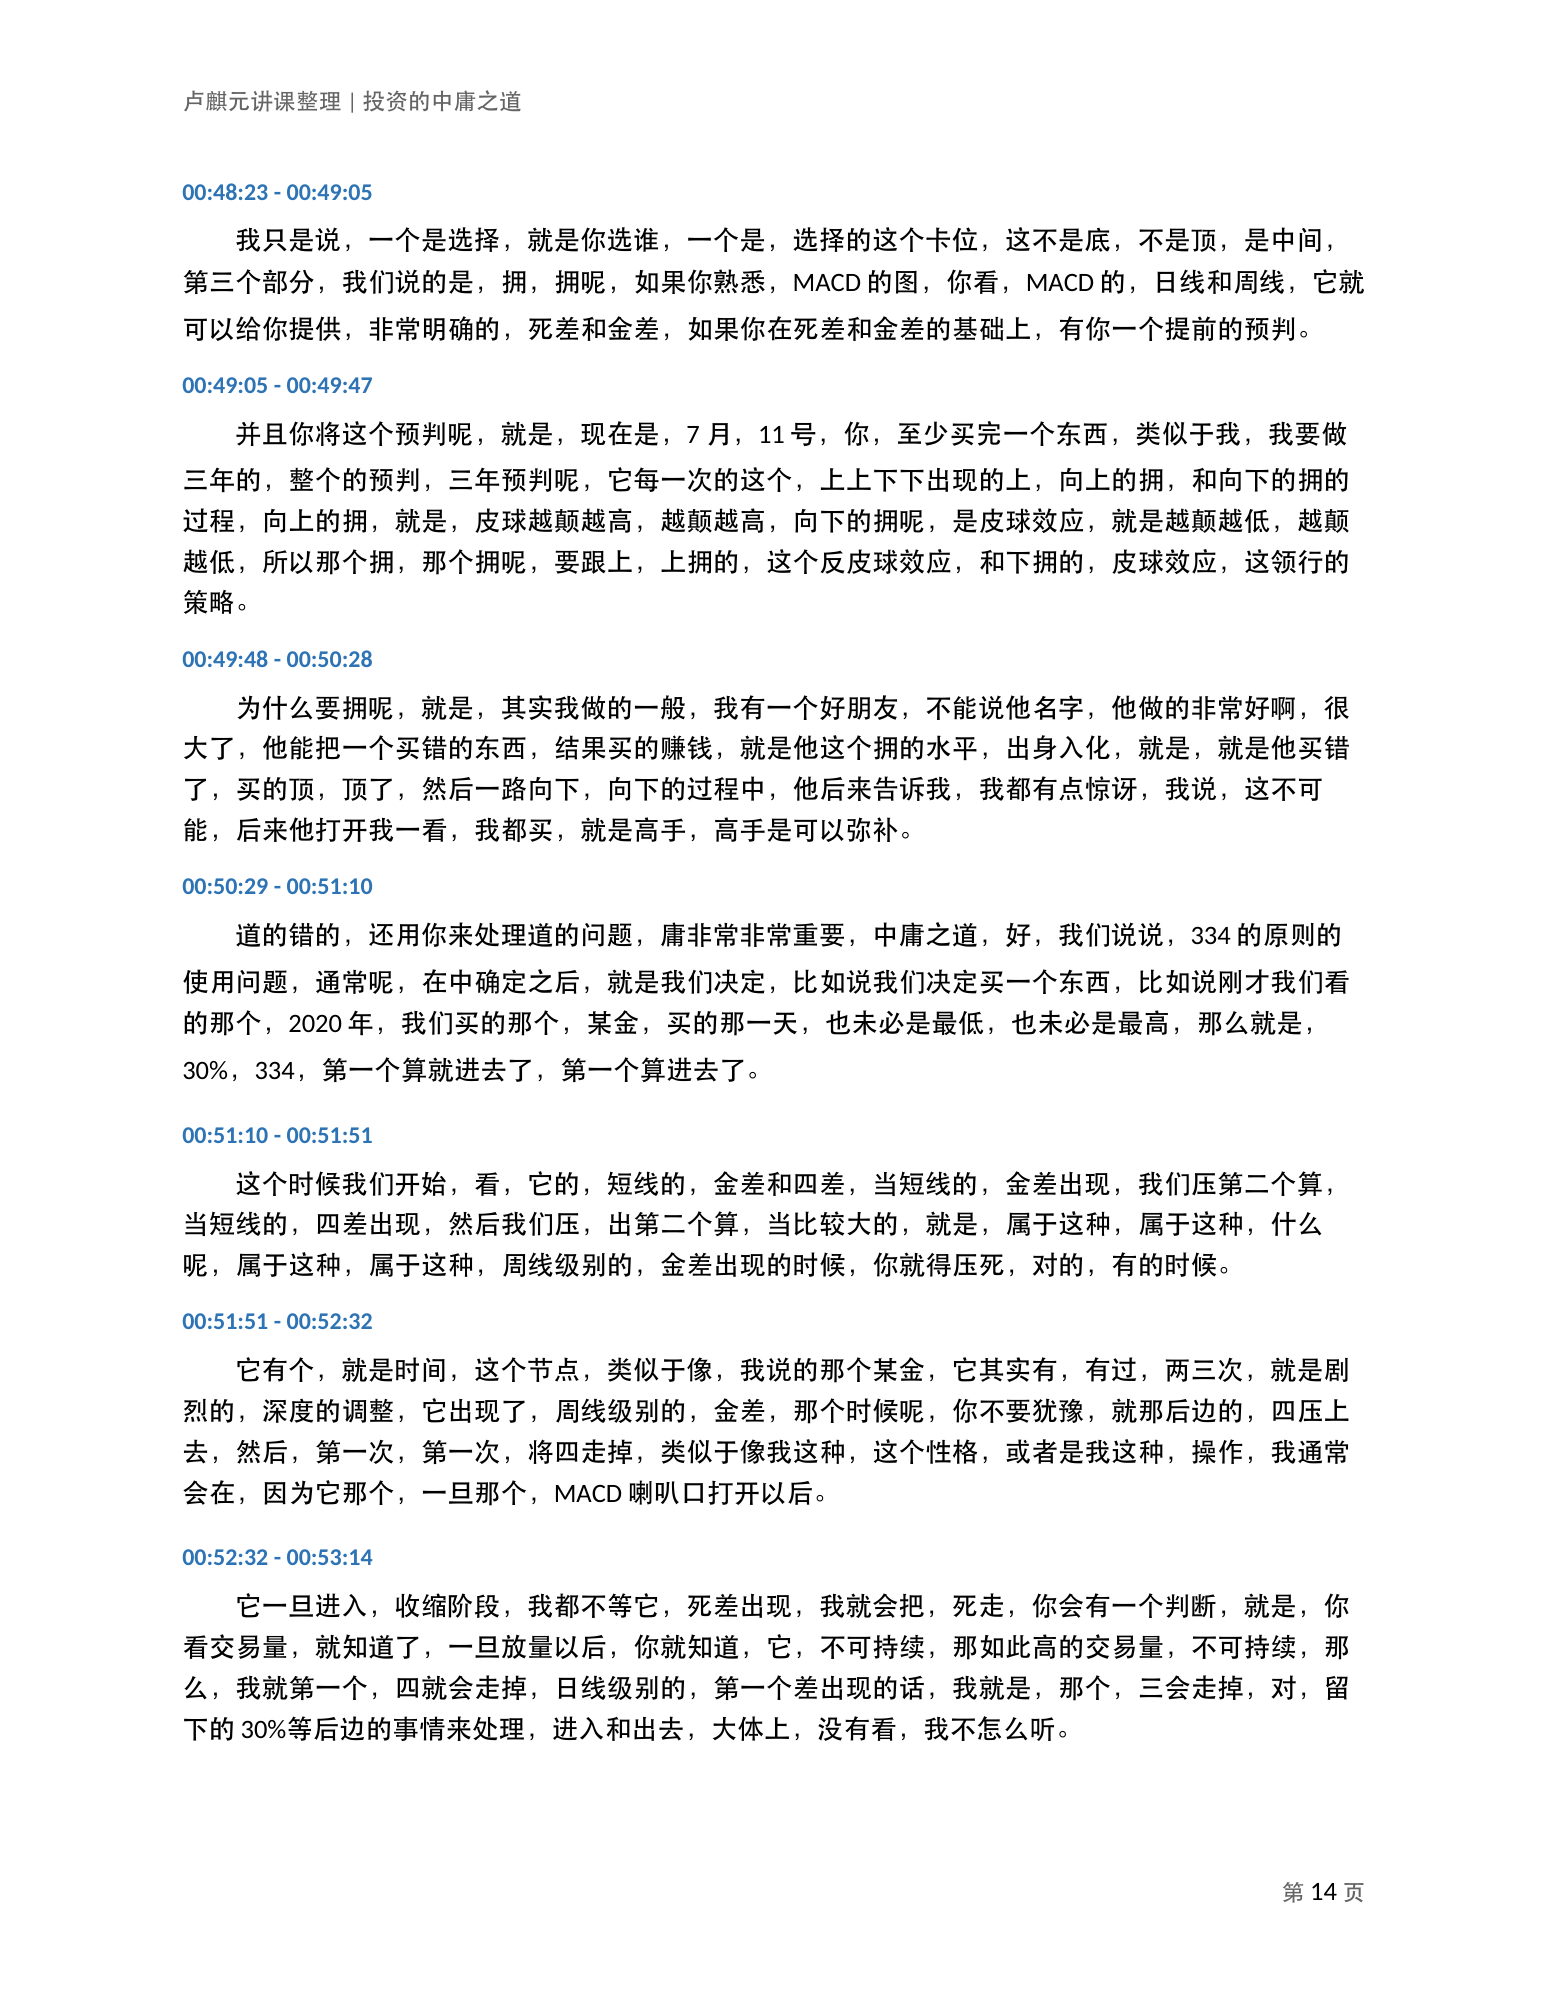 卢麒元讲课整理 | 投资的中庸之道
00:48:23 - 00:49:05
我只是说，一个是选择，就是你选谁，一个是，选择的这个卡位，这不是底，不是顶，是中间，
第三个部分，我们说的是，拥，拥呢，如果你熟悉，MACD 的图，你看，MACD 的，日线和周线，它就
可以给你提供，非常明确的，死差和金差，如果你在死差和金差的基础上，有你一个提前的预判。
00:49:05 - 00:49:47
并且你将这个预判呢，就是，现在是，7 月，11 号，你，至少买完一个东西，类似于我，我要做
三年的，整个的预判，三年预判呢，它每一次的这个，上上下下出现的上，向上的拥，和向下的拥的
过程，向上的拥，就是，皮球越颠越高，越颠越高，向下的拥呢，是皮球效应，就是越颠越低，越颠
越低，所以那个拥，那个拥呢，要跟上，上拥的，这个反皮球效应，和下拥的，皮球效应，这领行的
策略。
00:49:48 - 00:50:28
为什么要拥呢，就是，其实我做的一般，我有一个好朋友，不能说他名字，他做的非常好啊，很
大了，他能把一个买错的东西，结果买的赚钱，就是他这个拥的水平，出身入化，就是，就是他买错
了，买的顶，顶了，然后一路向下，向下的过程中，他后来告诉我，我都有点惊讶，我说，这不可
能，后来他打开我一看，我都买，就是高手，高手是可以弥补。
00:50:29 - 00:51:10
道的错的，还用你来处理道的问题，庸非常非常重要，中庸之道，好，我们说说，334 的原则的
使用问题，通常呢，在中确定之后，就是我们决定，比如说我们决定买一个东西，比如说刚才我们看
的那个，2020 年，我们买的那个，某金，买的那一天，也未必是最低，也未必是最高，那么就是，
30%，334，第一个算就进去了，第一个算进去了。
00:51:10 - 00:51:51
这个时候我们开始，看，它的，短线的，金差和四差，当短线的，金差出现，我们压第二个算，
当短线的，四差出现，然后我们压，出第二个算，当比较大的，就是，属于这种，属于这种，什么
呢，属于这种，属于这种，周线级别的，金差出现的时候，你就得压死，对的，有的时候。
00:51:51 - 00:52:32
它有个，就是时间，这个节点，类似于像，我说的那个某金，它其实有，有过，两三次，就是剧
烈的，深度的调整，它出现了，周线级别的，金差，那个时候呢，你不要犹豫，就那后边的，四压上
去，然后，第一次，第一次，将四走掉，类似于像我这种，这个性格，或者是我这种，操作，我通常
会在，因为它那个，一旦那个，MACD 喇叭口打开以后。
00:52:32 - 00:53:14
它一旦进入，收缩阶段，我都不等它，死差出现，我就会把，死走，你会有一个判断，就是，你
看交易量，就知道了，一旦放量以后，你就知道，它，不可持续，那如此高的交易量，不可持续，那
么，我就第一个，四就会走掉，日线级别的，第一个差出现的话，我就是，那个，三会走掉，对，留
下的 30%等后边的事情来处理，进入和出去，大体上，没有看，我不怎么听。
第 14 页